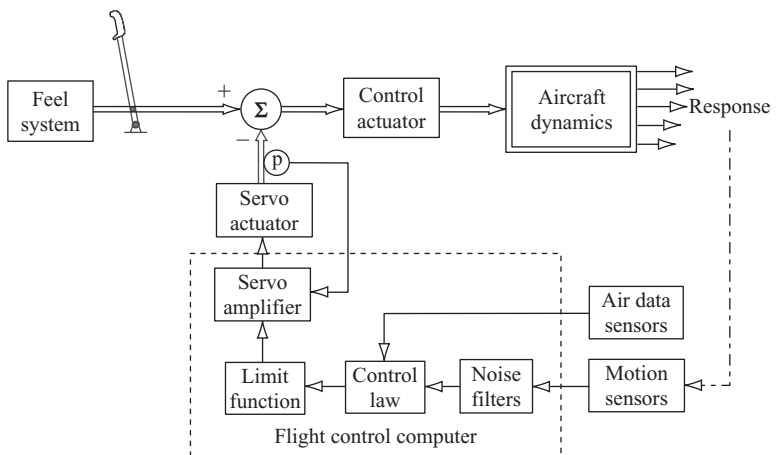 Feel
system
+
Σ
−
Control
actuator
Aircraft
dynamics
Response
p
Servo
actuator
Servo
amplifier
Air data
sensors
Limit
function
Control
law
Noise
filters
Motion
sensors
Flight control computer